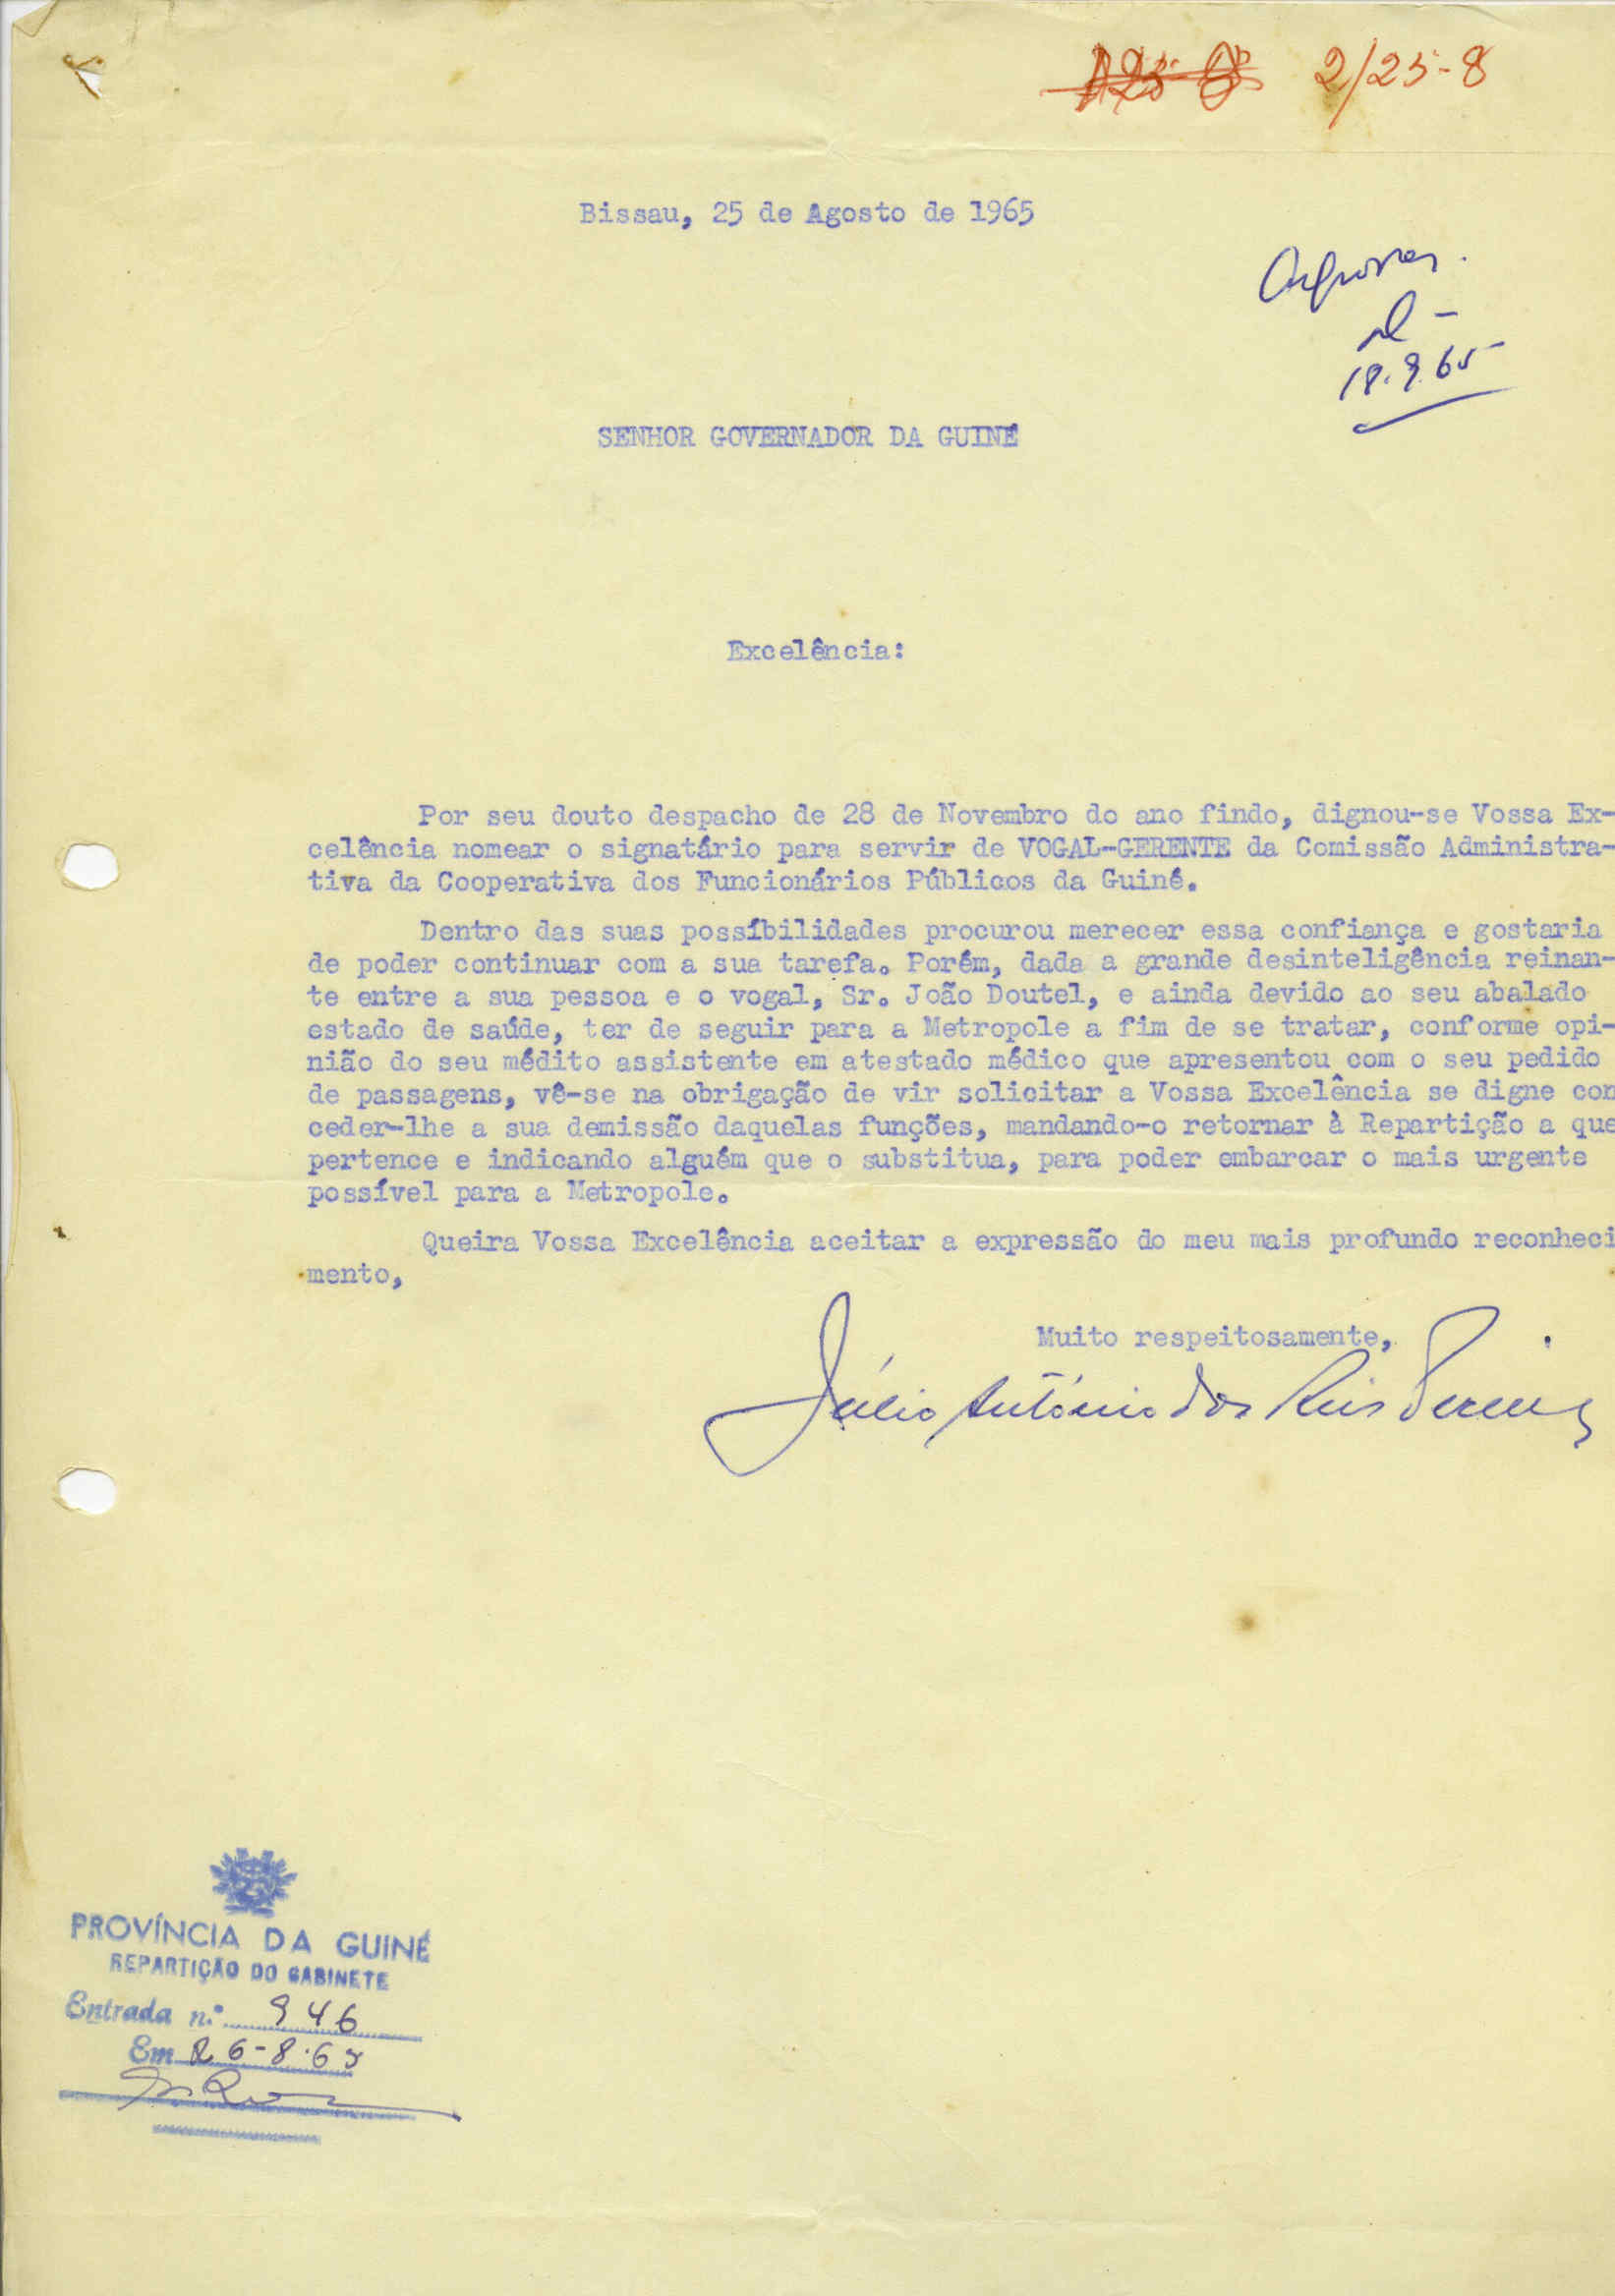 2/25-8
Bissau, 25 de Agosto de 1965
Arquivar.
18.9.65
SENHOR GOVERNADOR DA GUINÉ
Excelência:
Por seu douto despacho de 28 de Novembro do ano findo, dignou-se Vossa Ex-
celência nomear o signatário para servir de VOGAL-GERENTE da Comissão Administra-
tiva da Cooperativa dos Funcionários Públicos da Guiné.
Dentro das suas possíbilidades procurou merecer essa confiança e gostaria
de poder continuar com a sua tarefa. Porém, dada a grande desinteligência reinan-
te entre a sua pessoa e o vogal, Sr. João Doutel, e ainda devido ao seu abalado
estado de saúde, ter de seguir para a Metropole a fim de se tratar, conforme opi-
nião do seu médito assistente em atestado médico que apresentou com o seu pedido
de passagens, vê-se na obrigação de vir solicitar a Vossa Excelência se digne con
ceder-lhe a sua demissão daquelas funções, mandando-o retornar à Repartição a que
pertence e indicando alguém que o substitua, para poder embarcar o mais urgente
possível para a Metropole.
Queira Vossa Excelência aceitar a expressão do meu mais profundo reconheci
mento,
Muito respeitosamente,
Júlio António dos Reis Pereira
PROVÍNCIA DA GUINÉ
REPARTIÇÃO DO GABINETE
Entrada n.º 946
Em 26-8-65